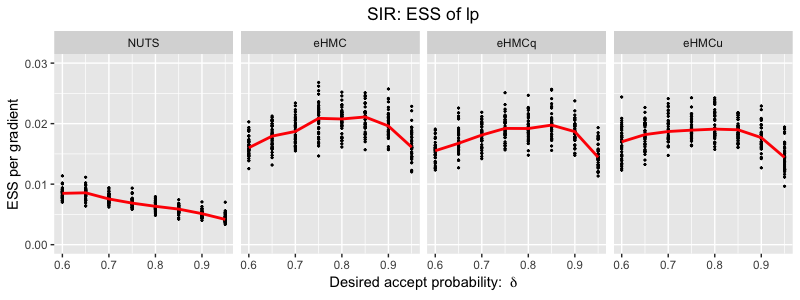 SIR: ESS of lp
NUTS eHMC eHMCq eHMCu
ESS per gradient
0.03
0.02
0.01
0.00
0.6 0.7 0.8 0.9 0.6 0.7 0.8 0.9 0.6 0.7 0.8 0.9 0.6 0.7 0.8 0.9
Desired accept probability: δ